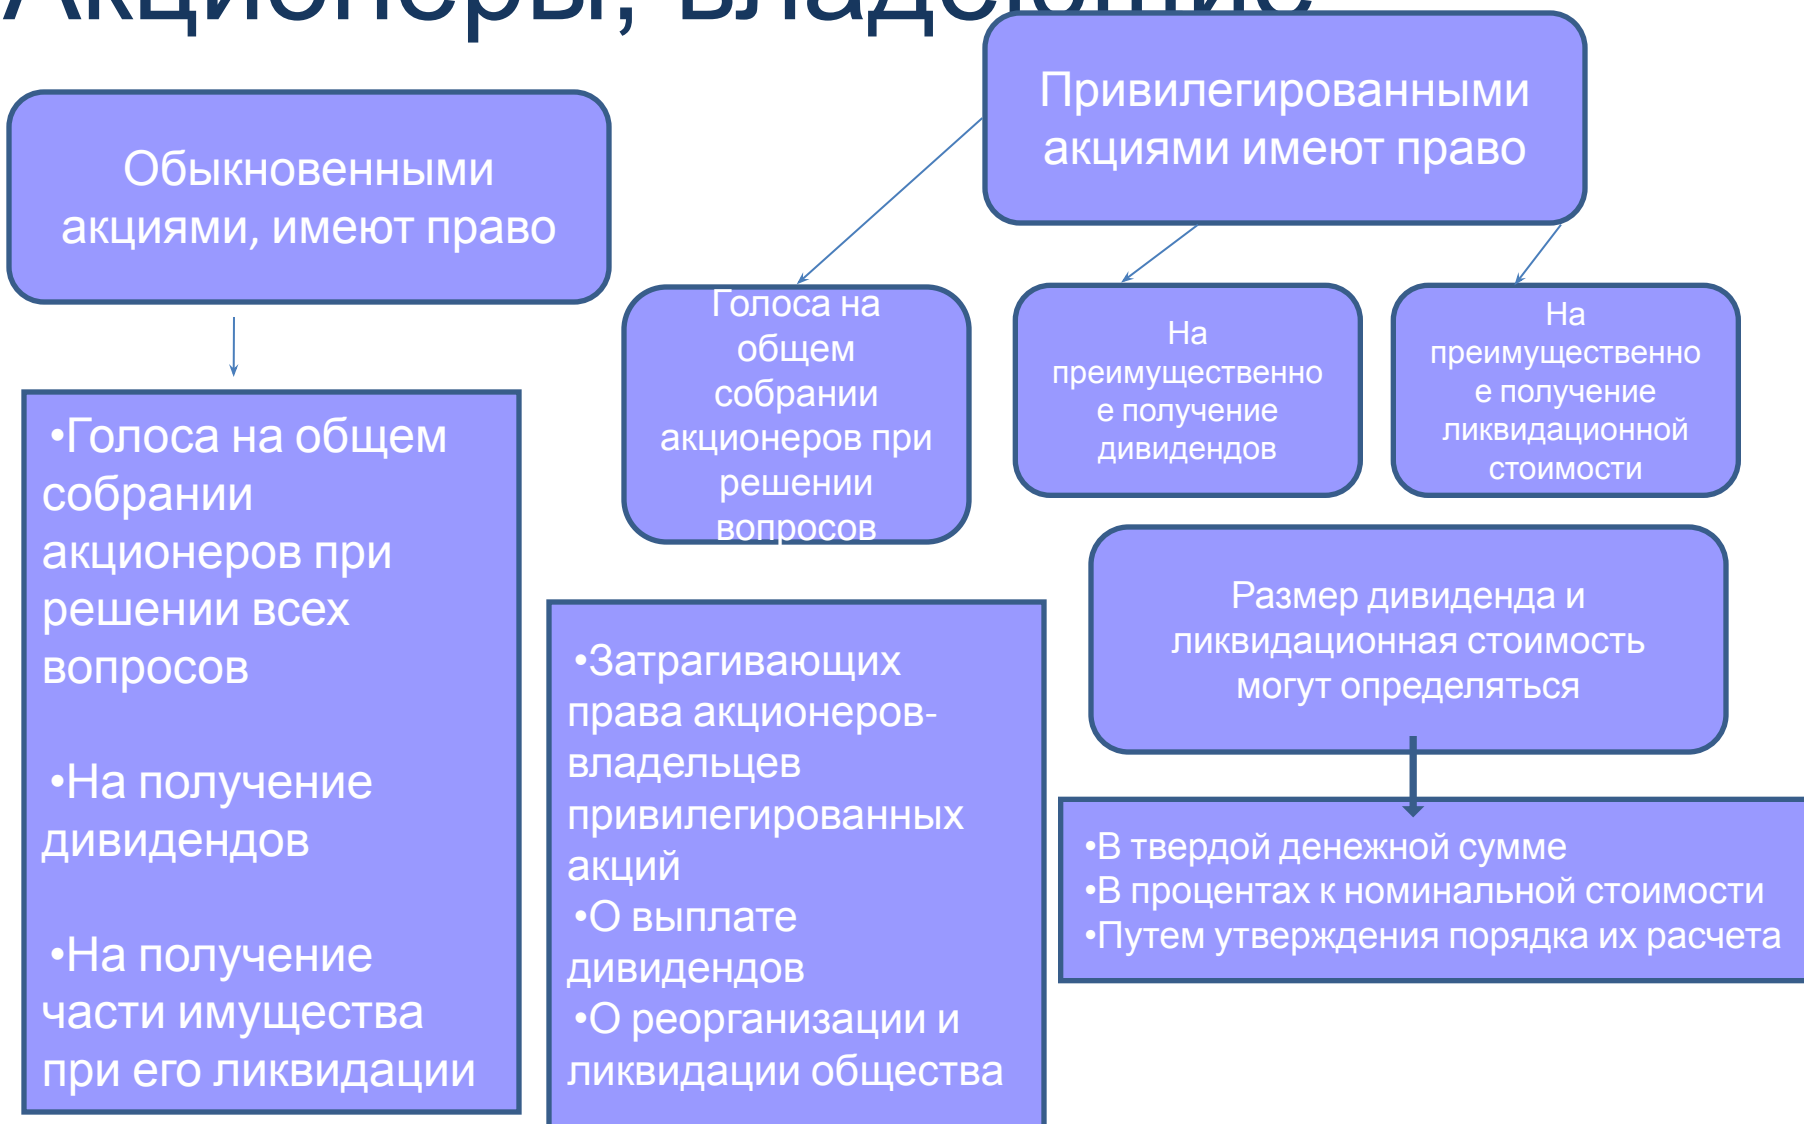 Акционеры, владеющие
Обыкновенными
акциями, имеют право
•Голоса на общем
собрании
акционеров при
решении всех
вопросов
•На получение
дивидендов
•На получение
части имущества
при его ликвидации
Привилегированными
акциями имеют право
Голоса на
общем
собрании
акционеров при
решении
вопросов
На
преимущественно
е получение
дивидендов
На
преимущественно
е получение
ликвидационной
стоимости
•Затрагивающих
права акционеров-
владельцев
привилегированных
акций
•О выплате
дивидендов
•О реорганизации и
ликвидации общества
Размер дивиденда и
ликвидационная стоимость
могут определяться
•В твердой денежной сумме
•В процентах к номинальной стоимости
•Путем утверждения порядка их расчета